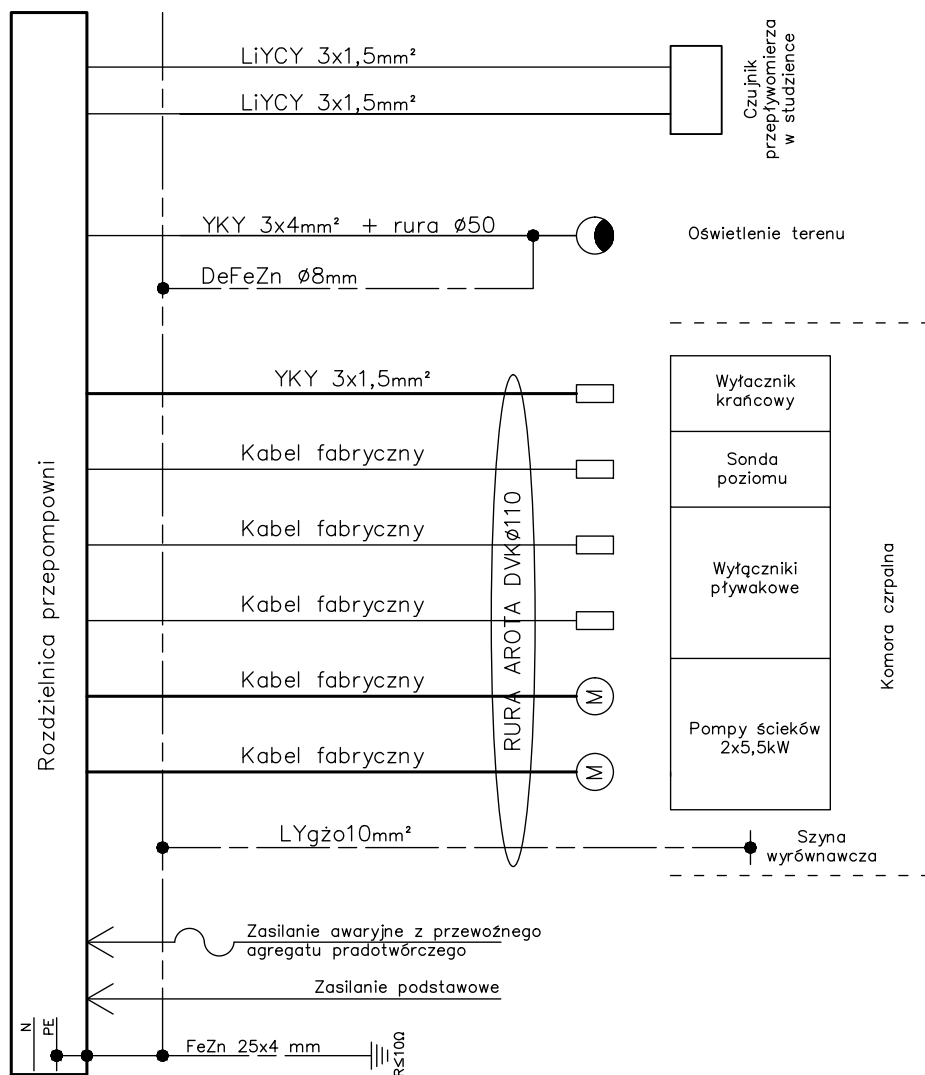 LiYCY 3x1,5mm²
LiYCY 3x1,5mm²
Czujnik
przepływomierza
w studzience
YKY 3x4mm² + rura ø50
Oświetlenie terenu
DeFeZn ø8mm
YKY 3x1,5mm²
Wyłacznik
krańcowy
Kabel fabryczny
Sonda
poziomu
Kabel fabryczny
Wyłączniki
pływakowe
Kabel fabryczny
Kabel fabryczny
M
Pompy ścieków
2x5,5kW
Kabel fabryczny
M
RURA AROTA DVKø110
Komora czrpalna
Rozdzielnica przepompowni
LYgżo10mm²
Szyna
wyrównawcza
Zasilanie awaryjne z przewoźnego
agregatu pradotwórczego
Zasilanie podstawowe
N
PE
FeZn 25x4 mm
R≤10Ω